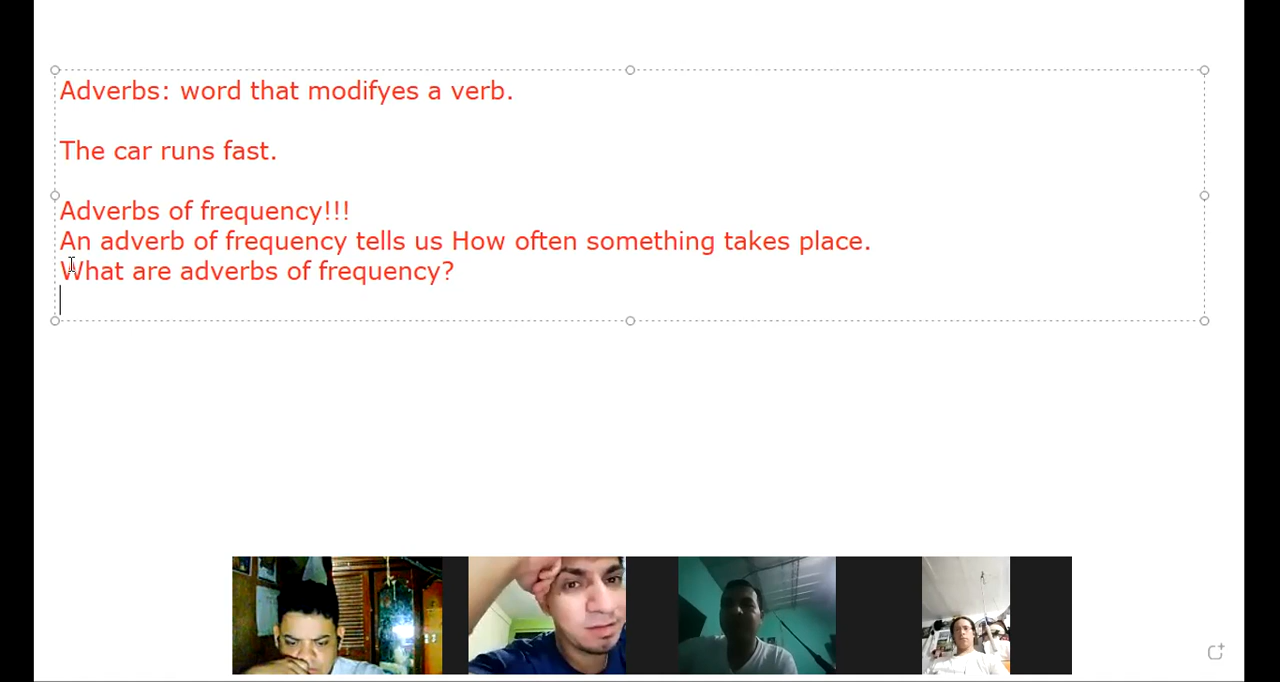 Adverbs: word that modifyes a verb.
The car runs fast.
Adverbs of frequency!!!
An adverb of frequency tells us How often something takes place.
What are adverbs of frequency?